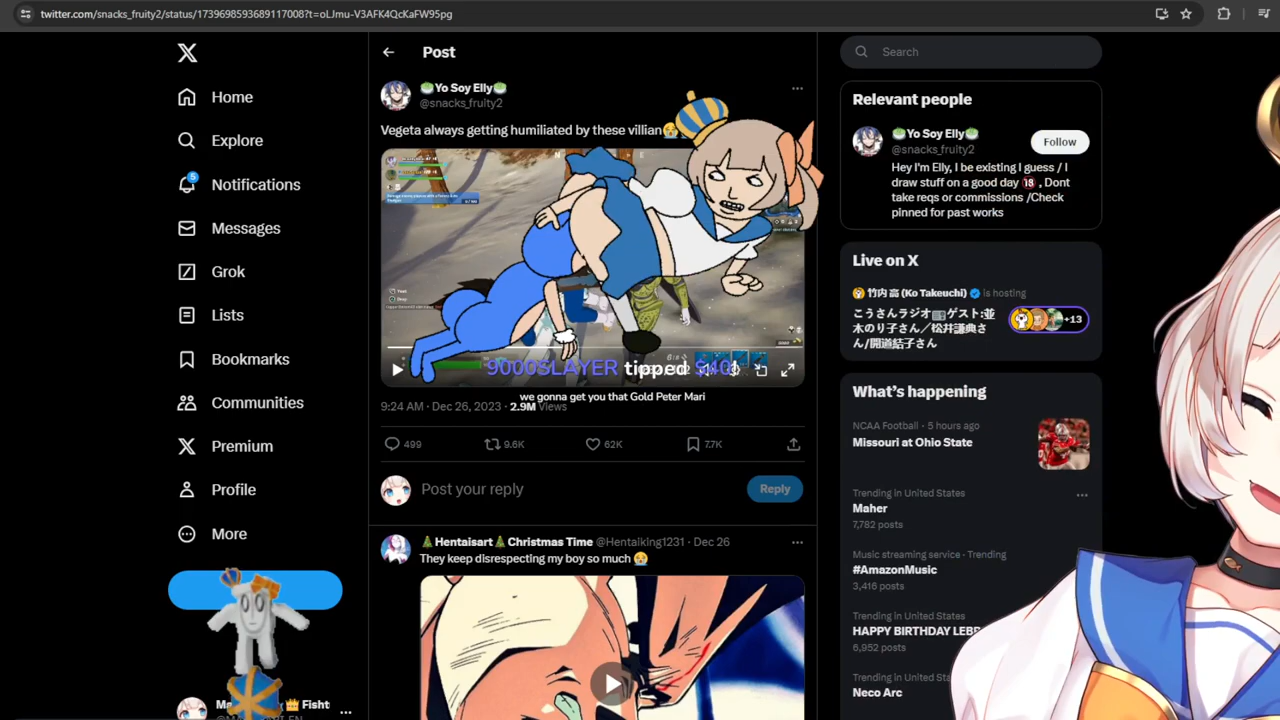 twitter.com/snacks_fruity2/status/1739698593689117008?t=oLJmu-V3AFK4QcKaFW95pg
Home
Explore
5
Notifications
Messages
Grok
Lists
Bookmarks
Communities
Premium
Profile
More
Post
Yo Soy Elly
@snacks_fruity2
Vegeta always getting humiliated by these villian
9000SLAYER tipped $40!
we gonna get you that Gold Peter Mari
9:24 AM · Dec 26, 2023 · 2.9M Views
499
9.6K
62K
7.7K
Post your reply
Reply
Hentaisart Christmas Time @Hentaiking1231 · Dec 26
They keep disrespecting my boy so much
Search
Relevant people
Yo Soy Elly
@snacks_fruity2
Follow
Hey I'm Elly, I be existing I guess / I
draw stuff on a good day 18 , Dont
take reqs or commissions /Check
pinned for past works
Live on X
竹内 高 (Ko Takeuchi) is hosting
こうさんラジオ ゲスト:並
木のり子さん／松井謙典さ
ん/開道結子さん
+13
What's happening
NCAA Football · 5 hours ago
Missouri at Ohio State
Trending in United States
Maher
7,782 posts
Music streaming service · Trending
#AmazonMusic
3,416 posts
Trending in United States
HAPPY BIRTHDAY LEB
6,952 posts
Trending in United States
Neco Arc